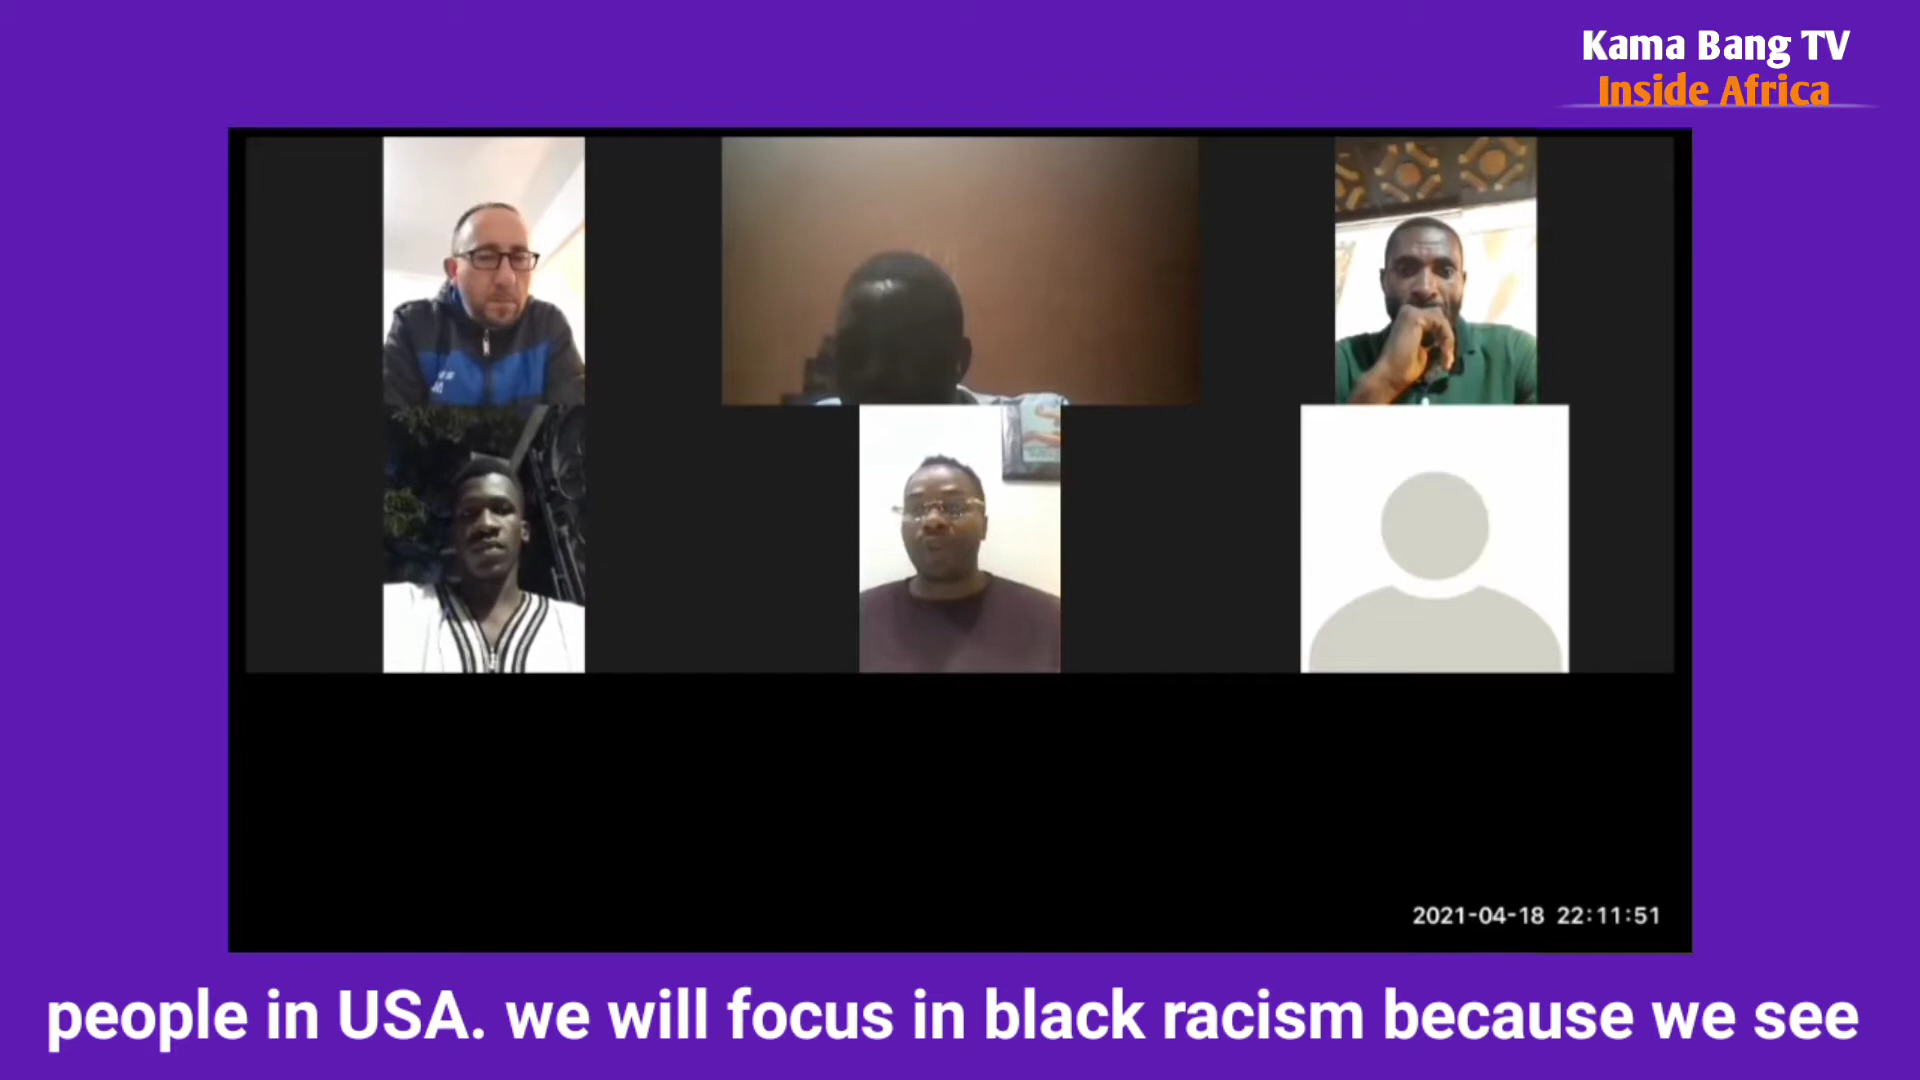 Kama Bang TV
Inside Africa
2021-04-18 22:11:51
people in USA. we will focus in black racism because we see